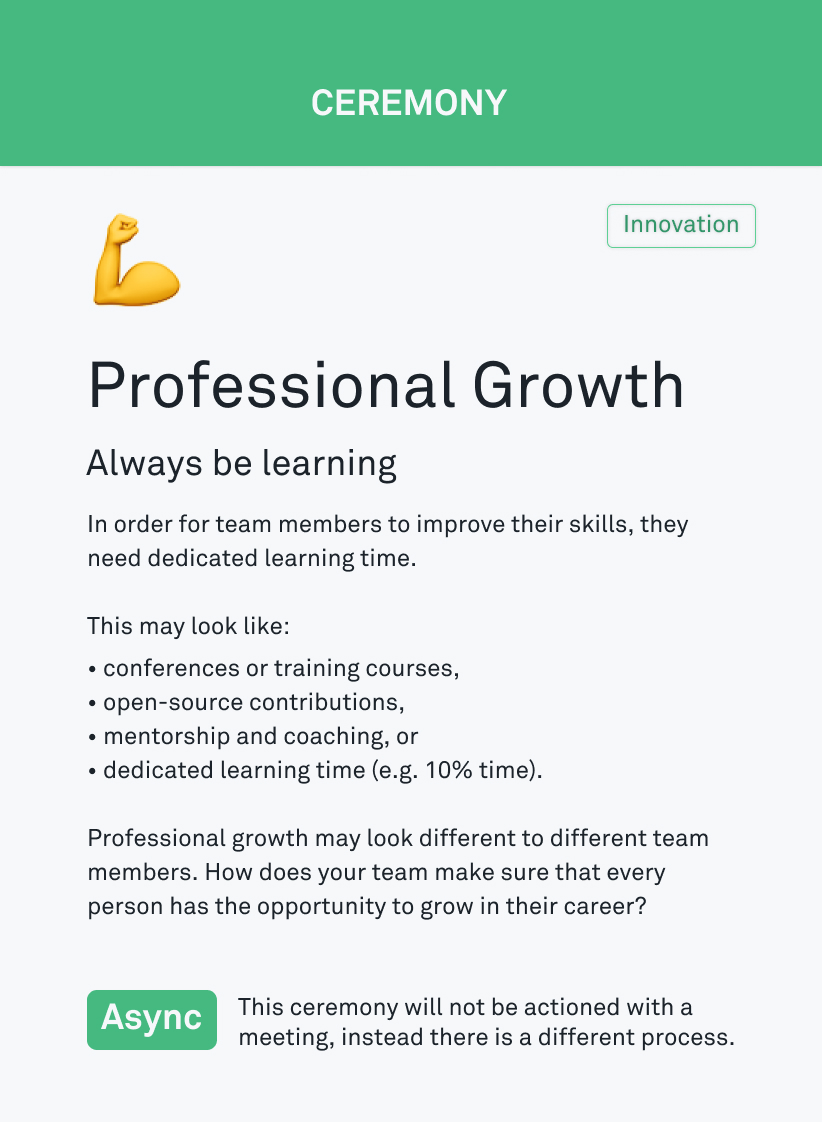 CEREMONY
Innovation
Professional Growth
Always be learning
In order for team members to improve their skills, they
need dedicated learning time.
This may look like:
• conferences or training courses,
• open-source contributions,
• mentorship and coaching, or
• dedicated learning time (e.g. 10% time).
Professional growth may look different to different team
members. How does your team make sure that every
person has the opportunity to grow in their career?
Async
This ceremony will not be actioned with a
meeting, instead there is a different process.